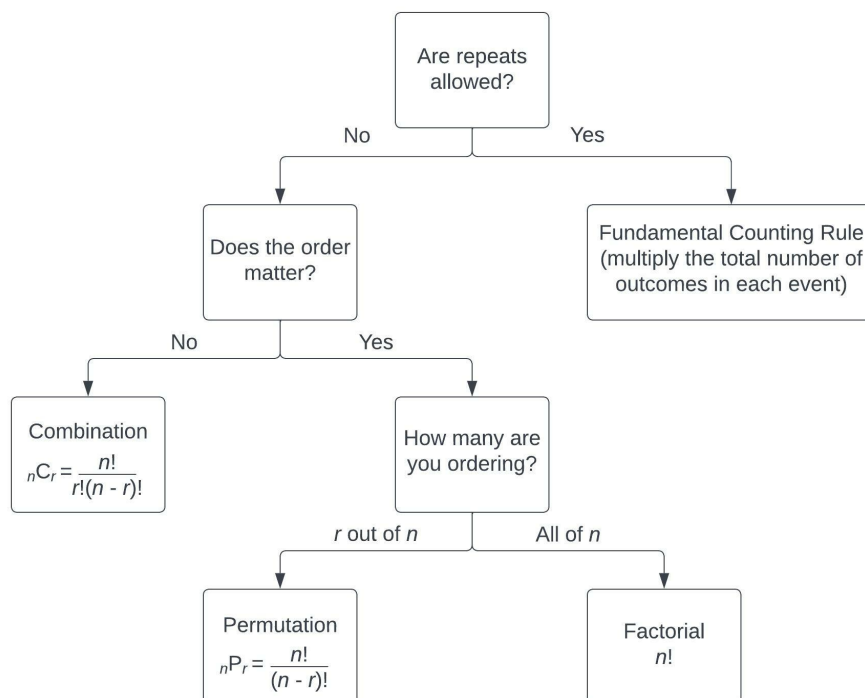 Are repeats
allowed?
No
Yes
Does the order
matter?
Fundamental Counting Rule
(multiply the total number of
outcomes in each event)
No
Yes
Combination
nCr = n! / r!(n - r)!
How many are
you ordering?
r out of n
All of n
Permutation
nPr = n! / (n - r)!
Factorial
n!